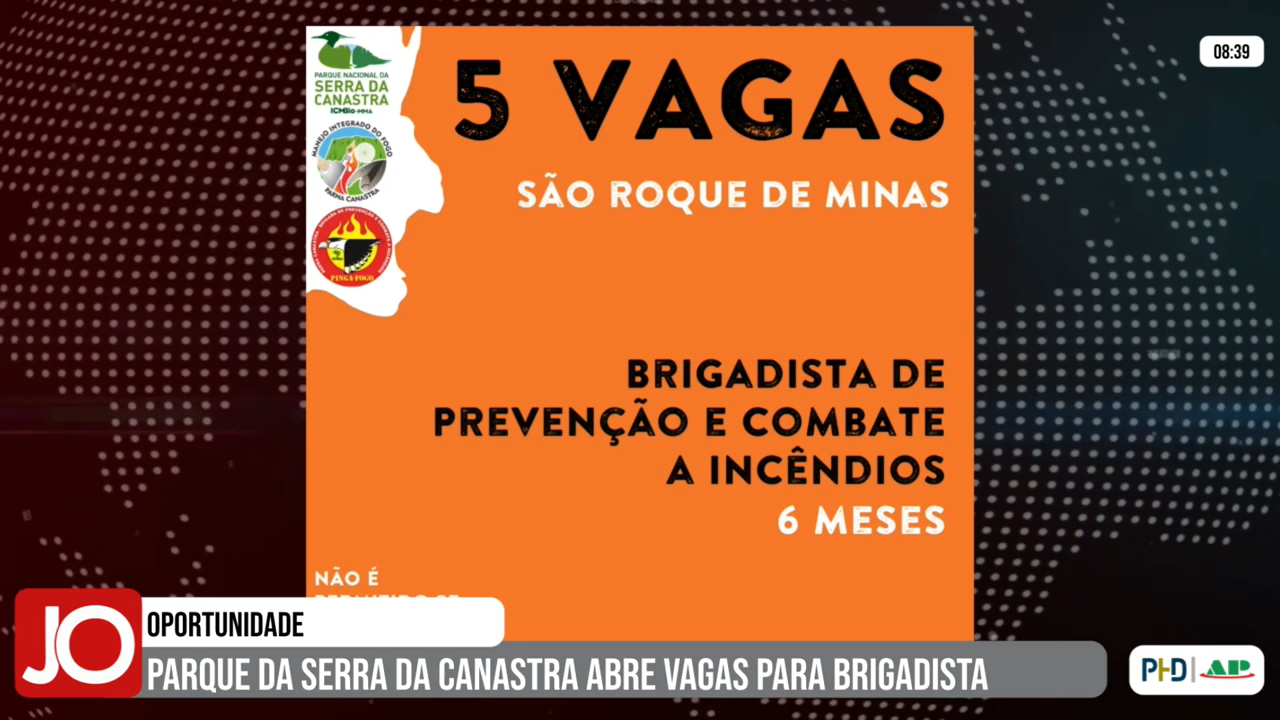 08:39
PARQUE NACIONAL DA
SERRA DA
CANASTRA
ICMBio-MMA
MANEJO INTEGRADO DO FOGO
PARNA CANASTRA
PINGA-FOGO
5 VAGAS
SÃO ROQUE DE MINAS
BRIGADISTA DE
PREVENÇÃO E COMBATE
A INCÊNDIOS
6 MESES
NÃO É
JO
OPORTUNIDADE
PARQUE DA SERRA DA CANASTRA ABRE VAGAS PARA BRIGADISTA
PHD | AP